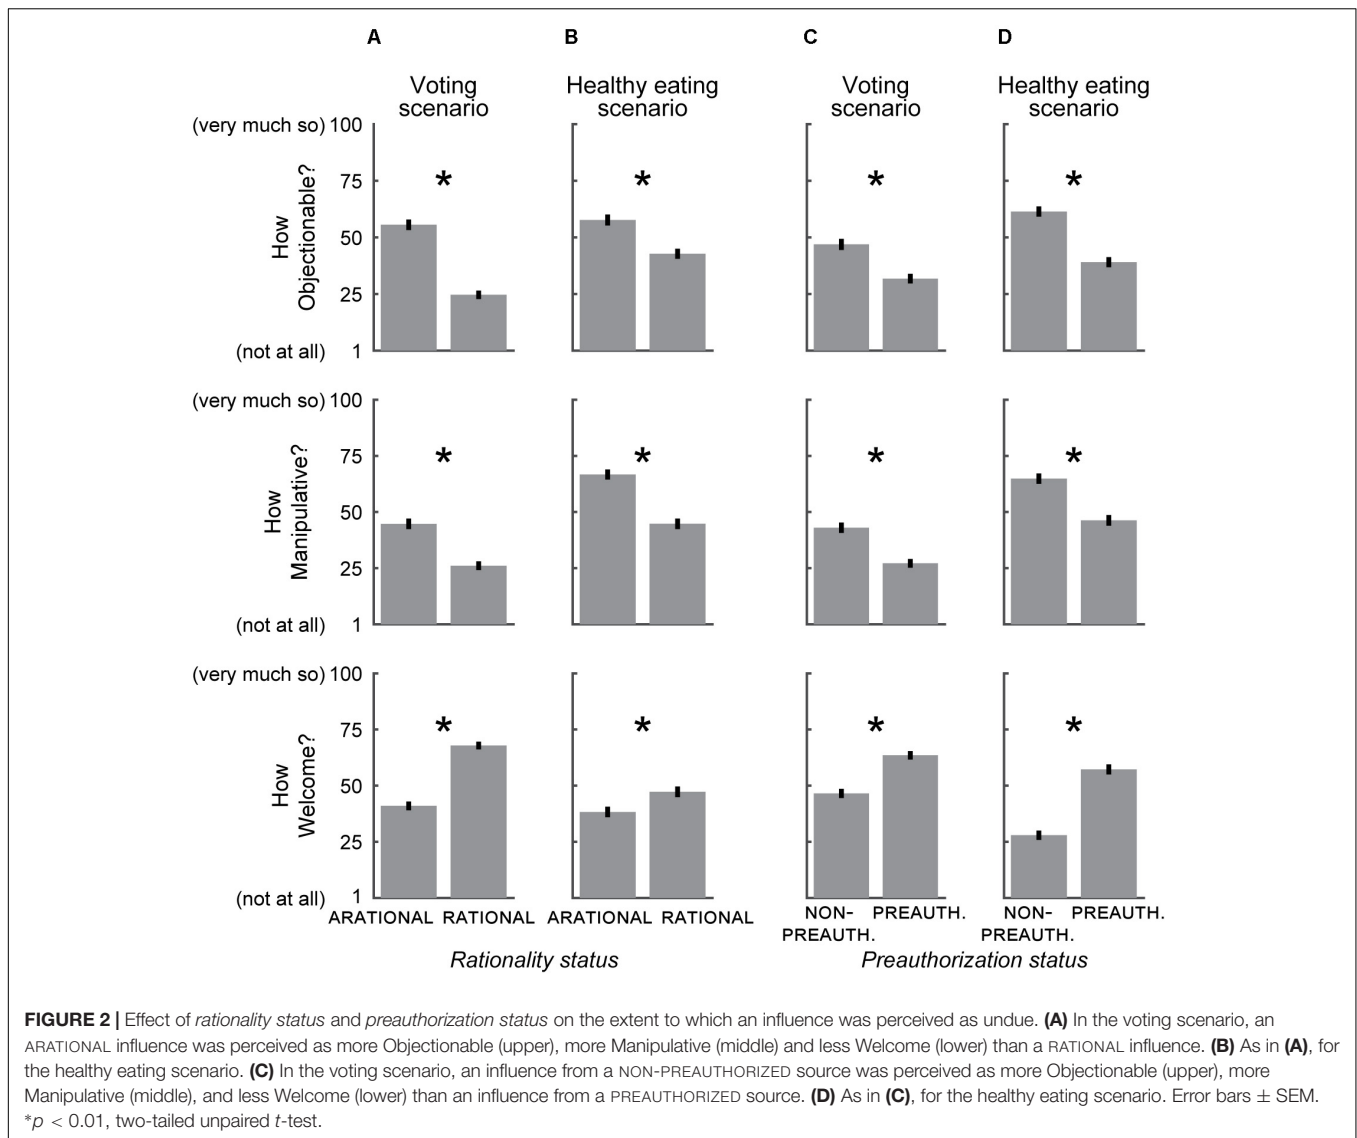 A B C D
Voting scenario
Healthy eating scenario
Voting scenario
Healthy eating scenario
(very much so) 100
75
How Objectionable?
50
25
(not at all) 1
* * * *
(very much so) 100
75
How Manipulative?
50
25
(not at all) 1
* * * *
(very much so) 100
75
How Welcome?
50
25
(not at all) 1
* * * *
ARATIONAL RATIONAL ARATIONAL RATIONAL NON-PREAUTH. PREAUTH. NON-PREAUTH. PREAUTH.
Rationality status Preauthorization status
FIGURE 2 | Effect of rationality status and preauthorization status on the extent to which an influence was perceived as undue. (A) In the voting scenario, an
ARATIONAL influence was perceived as more Objectionable (upper), more Manipulative (middle) and less Welcome (lower) than a RATIONAL influence. (B) As in (A), for
the healthy eating scenario. (C) In the voting scenario, an influence from a NON-PREAUTHORIZED source was perceived as more Objectionable (upper), more
Manipulative (middle), and less Welcome (lower) than an influence from a PREAUTHORIZED source. (D) As in (C), for the healthy eating scenario. Error bars ± SEM.
*p < 0.01, two-tailed unpaired t-test.